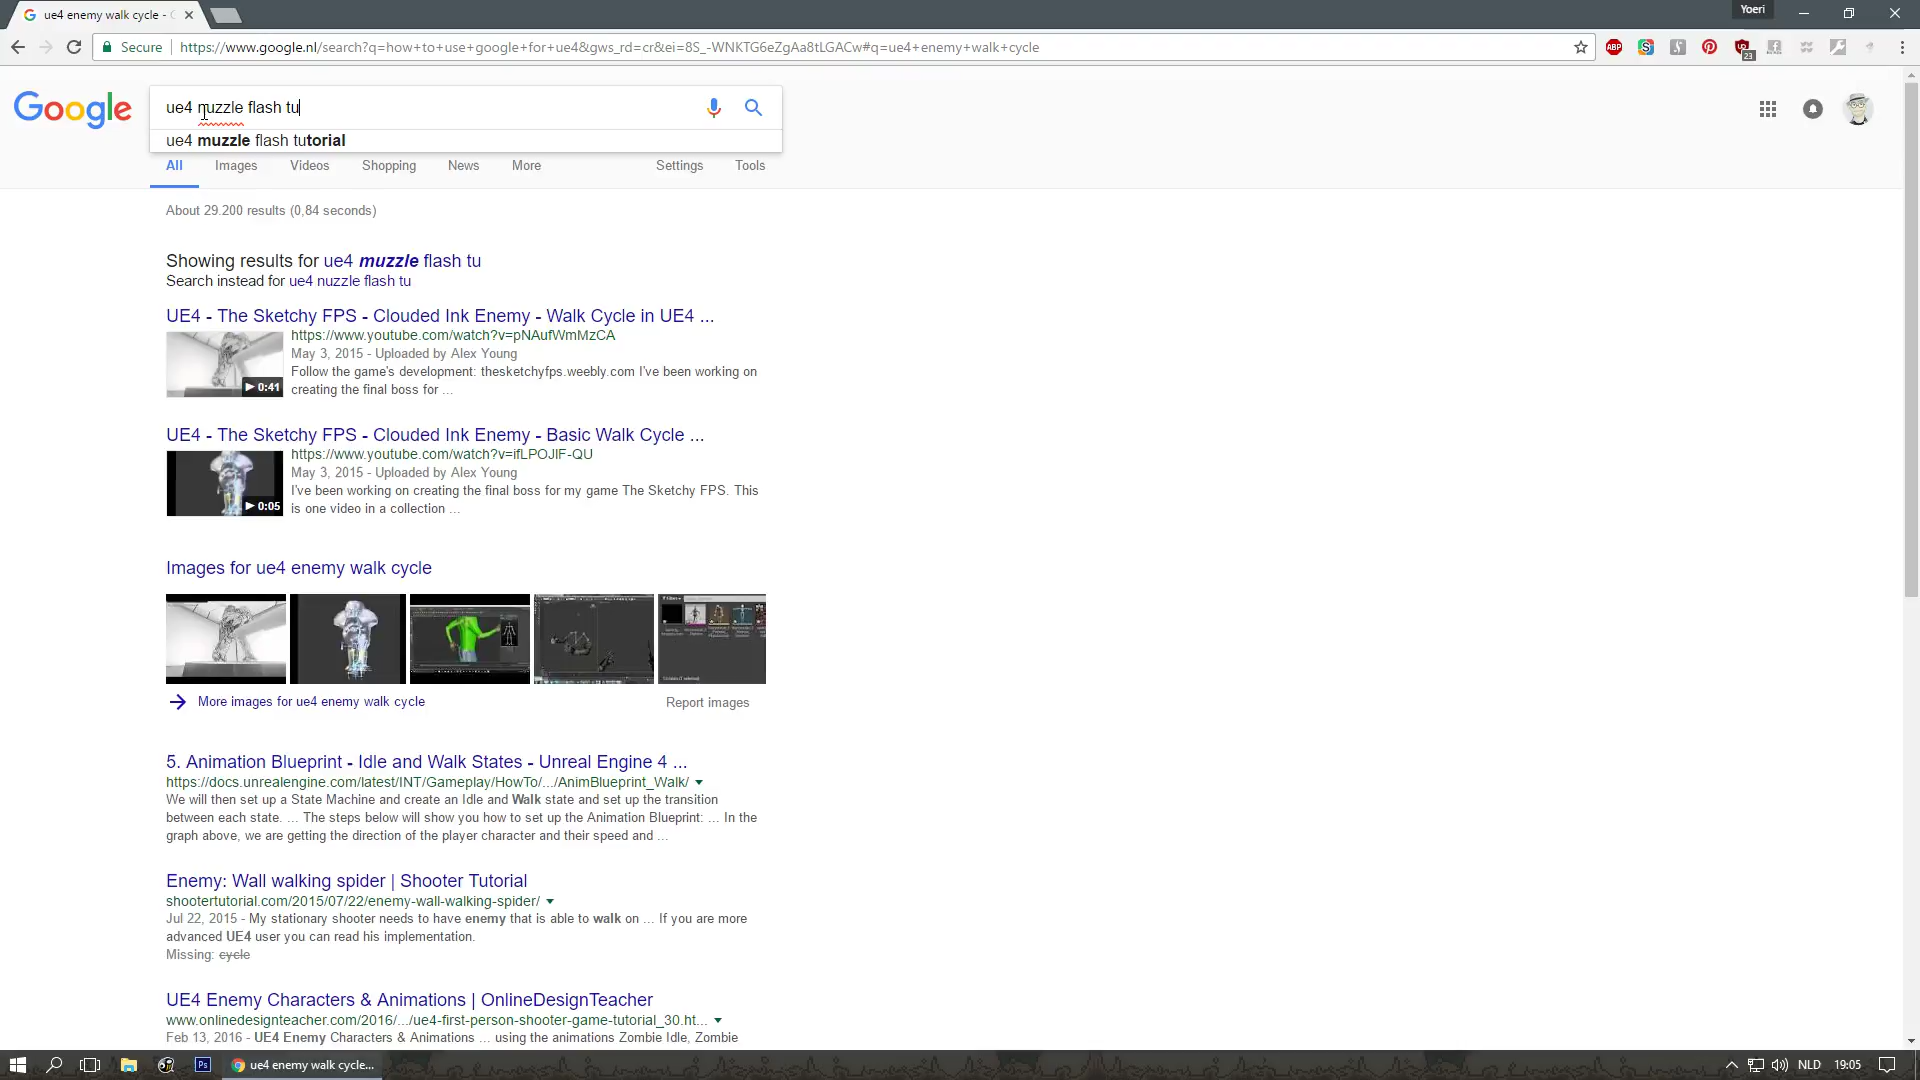 ue4 enemy walk cycle - G
Yoeri
Secure
https://www.google.nl/search?q=how+to+use+google+for+ue4&gws_rd=cr&ei=8S_-WNKTG6eZgAa8tLGACw#q=ue4+enemy+walk+cycle
ABP
23
Google
ue4 nuzzle flash tu
ue4 muzzle flash tutorial
All
Images
Videos
Shopping
News
More
Settings
Tools
About 29.200 results (0,84 seconds)
Showing results for ue4 muzzle flash tu
Search instead for ue4 nuzzle flash tu
UE4 - The Sketchy FPS - Clouded Ink Enemy - Walk Cycle in UE4 ...
https://www.youtube.com/watch?v=pNAufWmMzCA
May 3, 2015 - Uploaded by Alex Young
Follow the game's development: thesketchyfps.weebly.com I've been working on
creating the final boss for ...
0:41
UE4 - The Sketchy FPS - Clouded Ink Enemy - Basic Walk Cycle ...
https://www.youtube.com/watch?v=ifLPOJIF-QU
May 3, 2015 - Uploaded by Alex Young
I've been working on creating the final boss for my game The Sketchy FPS. This
is one video in a collection ...
0:05
Images for ue4 enemy walk cycle
More images for ue4 enemy walk cycle
Report images
5. Animation Blueprint - Idle and Walk States - Unreal Engine 4 ...
https://docs.unrealengine.com/latest/INT/Gameplay/HowTo/.../AnimBlueprint_Walk/
We will then set up a State Machine and create an Idle and Walk state and set up the transition
between each state. ... The steps below will show you how to set up the Animation Blueprint: ... In the
graph above, we are getting the direction of the player character and their speed and ...
Enemy: Wall walking spider | Shooter Tutorial
shootertutorial.com/2015/07/22/enemy-wall-walking-spider/
Jul 22, 2015 - My stationary shooter needs to have enemy that is able to walk on ... If you are more
advanced UE4 user you can read his implementation.
Missing: cycle
UE4 Enemy Characters & Animations | OnlineDesignTeacher
www.onlinedesignteacher.com/2016/.../ue4-first-person-shooter-game-tutorial_30.ht...
Feb 13, 2016 - UE4 Enemy Characters & Animations ... using the animations Zombie Idle, Zombie
Ps
ue4 enemy walk cycle...
NLD
19:05